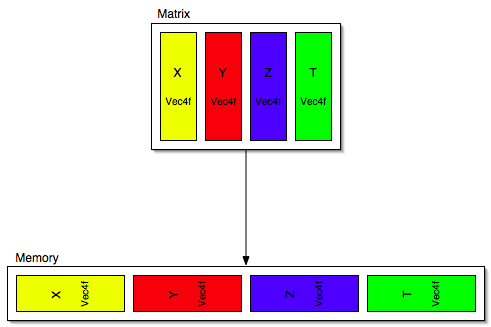 Matrix
X Y Z T
Vec4f Vec4f Vec4f Vec4f
Memory
X Vec4f Y Vec4f Z Vec4f T Vec4f